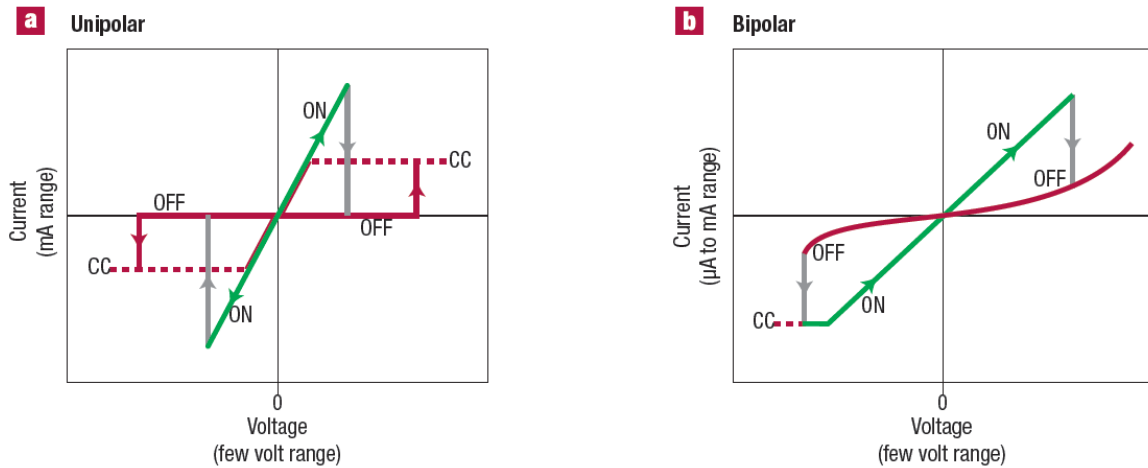 a Unipolar
ON
CC
OFF
OFF
CC
ON
Current
(mA range)
0
Voltage
(few volt range)
b Bipolar
ON
OFF
OFF
ON
CC
Current
(µA to mA range)
0
Voltage
(few volt range)